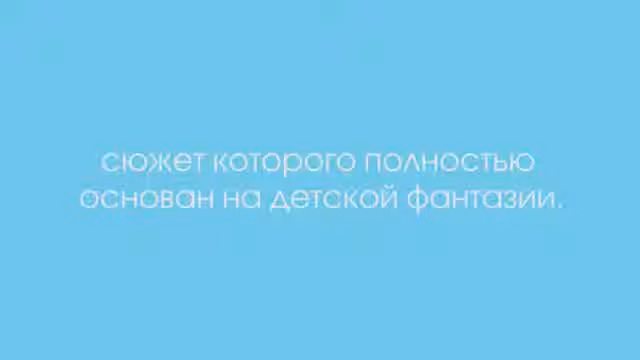 сюжет которого полностью
основан на детской фантазии.